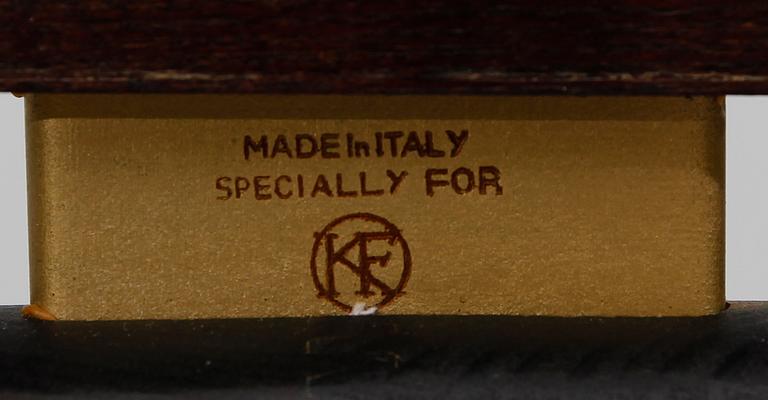 MADE In ITALY
SPECIALLY FOR
KF